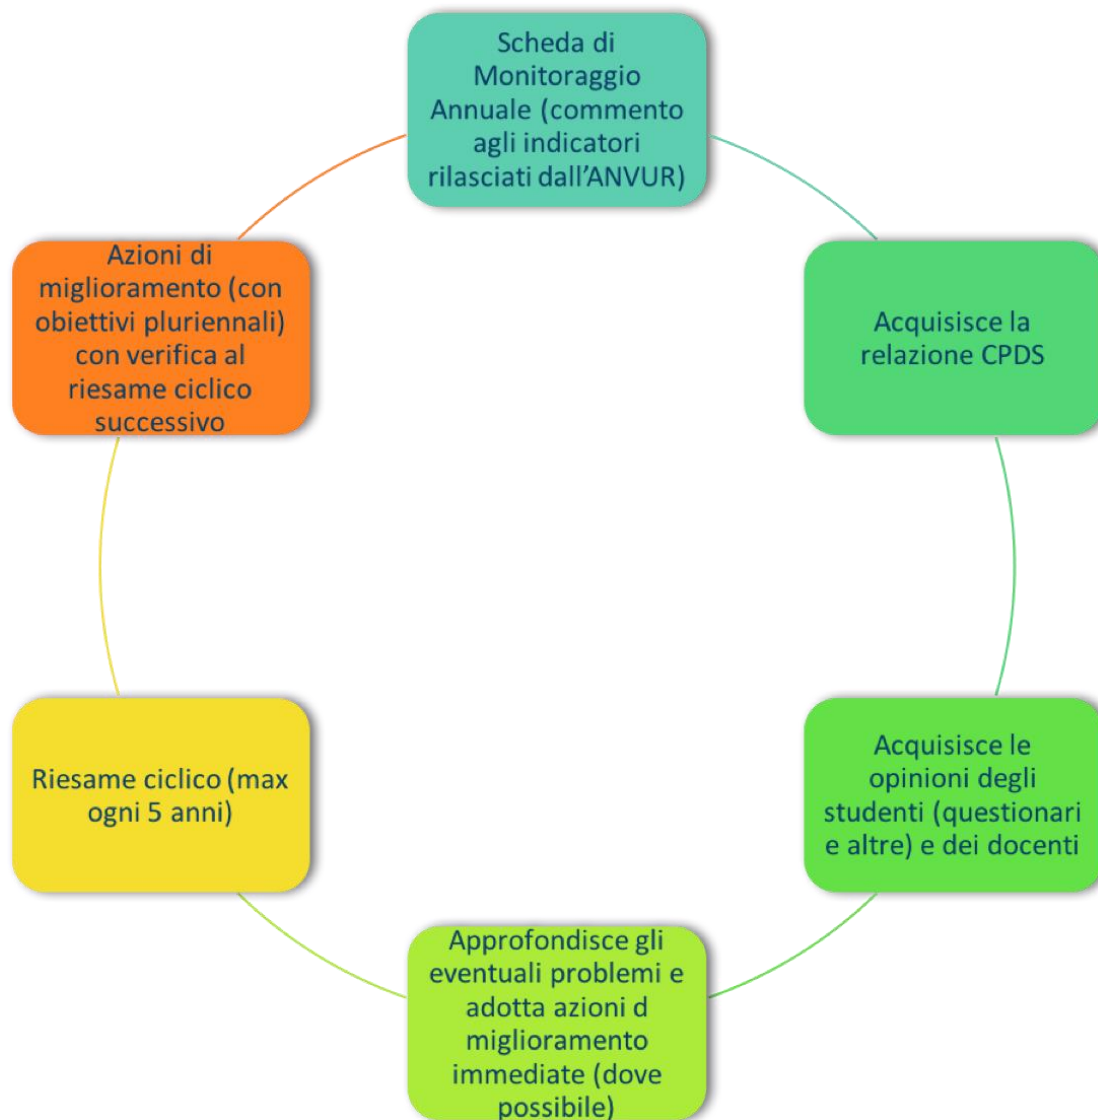 Scheda di
Monitoraggio
Annuale (commento
agli indicatori
rilasciati dall'ANVUR)
Acquisisce la
relazione CPDS
Acquisisce le
opinioni degli
studenti (questionari
e altre) e dei docenti
Approfondisce gli
eventuali problemi e
adotta azioni d
miglioramento
immediate (dove
possibile)
Riesame ciclico (max
ogni 5 anni)
Azioni di
miglioramento (con
obiettivi pluriennali)
con verifica al
riesame ciclico
successivo